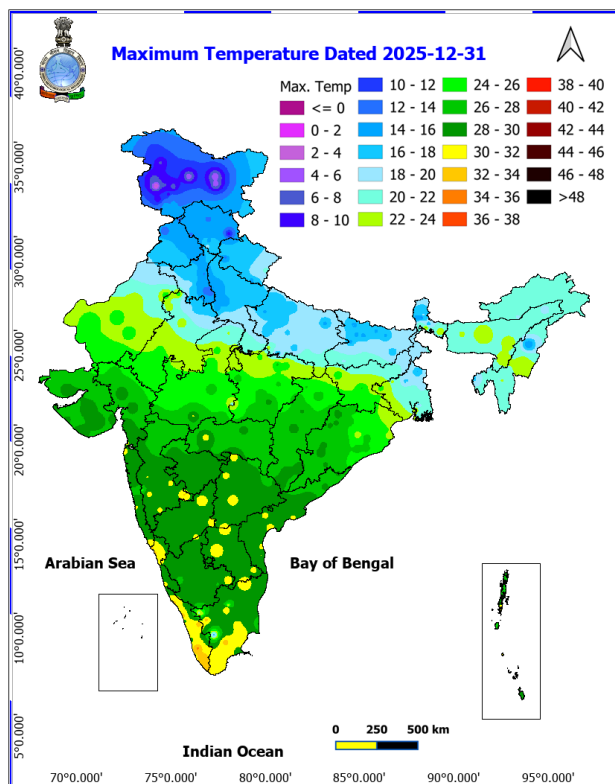 Maximum Temperature Dated 2025-12-31
Max. Temp
<= 0
0 - 2
2 - 4
4 - 6
6 - 8
8 - 10
10 - 12
12 - 14
14 - 16
16 - 18
18 - 20
20 - 22
22 - 24
24 - 26
26 - 28
28 - 30
30 - 32
32 - 34
34 - 36
36 - 38
38 - 40
40 - 42
42 - 44
44 - 46
46 - 48
>48
40°0.000'
35°0.000'
30°0.000'
25°0.000'
20°0.000'
15°0.000'
10°0.000'
5°0.000'
Arabian Sea
Bay of Bengal
0 250 500 km
Indian Ocean
70°0.000' 75°0.000' 80°0.000' 85°0.000' 90°0.000' 95°0.000'